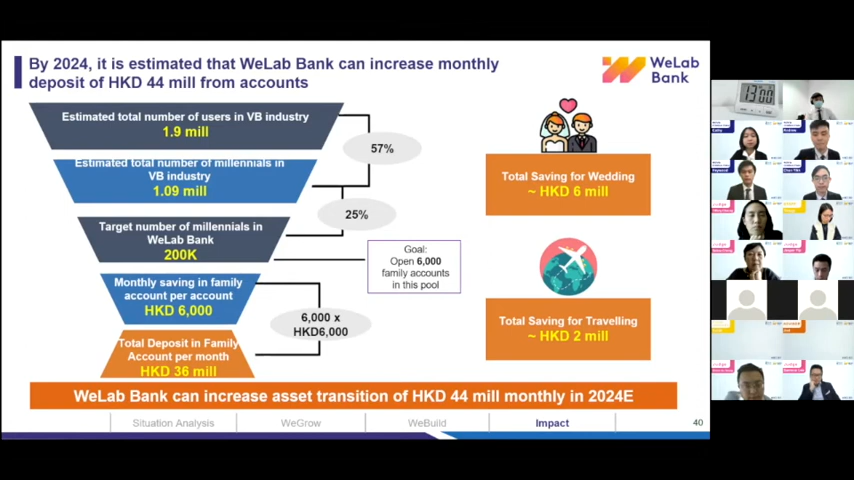 By 2024, it is estimated that WeLab Bank can increase monthly
deposit of HKD 44 mill from accounts
WeLab
Bank
Estimated total number of users in VB industry
1.9 mill
57%
Estimated total number of millennials in
VB industry
1.09 mill
25%
Target number of millennials in
WeLab Bank
200K
Goal:
Open 6,000
family accounts
in this pool
Monthly saving in family
account per account
HKD 6,000
6,000 x
HKD6,000
Total Deposit in Family
Account per month
HKD 36 mill
Total Saving for Wedding
~ HKD 6 mill
Total Saving for Travelling
~ HKD 2 mill
WeLab Bank can increase asset transition of HKD 44 mill monthly in 2024E
Situation Analysis
WeGrow
WeBuild
Impact
40
13:00